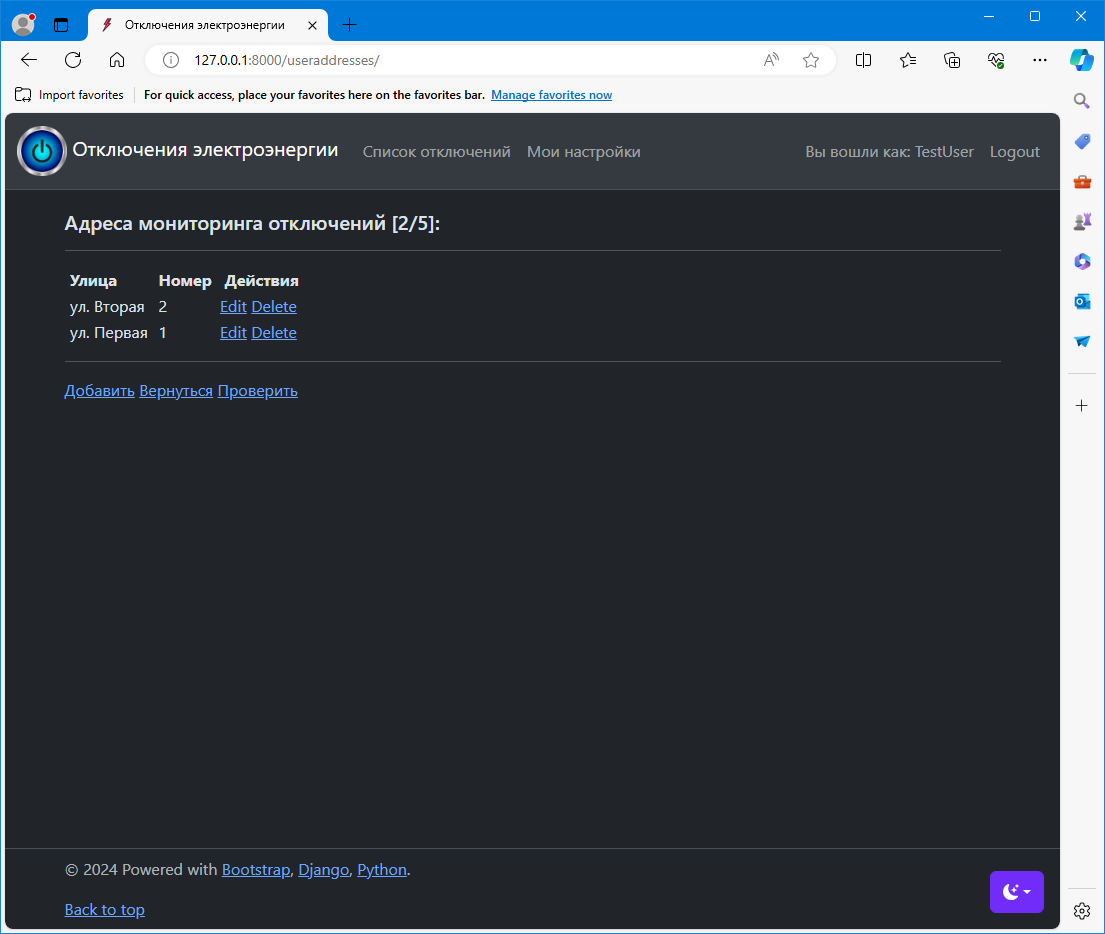 Отключения электроэнергии
127.0.0.1:8000/useraddresses/
Import favorites For quick access, place your favorites here on the favorites bar. Manage favorites now
Отключения электроэнергии Список отключений Мои настройки Вы вошли как: TestUser Logout
Адреса мониторинга отключений [2/5]:
Улица Номер Действия
ул. Вторая 2 Edit Delete
ул. Первая 1 Edit Delete
Добавить Вернуться Проверить
© 2024 Powered with Bootstrap, Django, Python.
Back to top